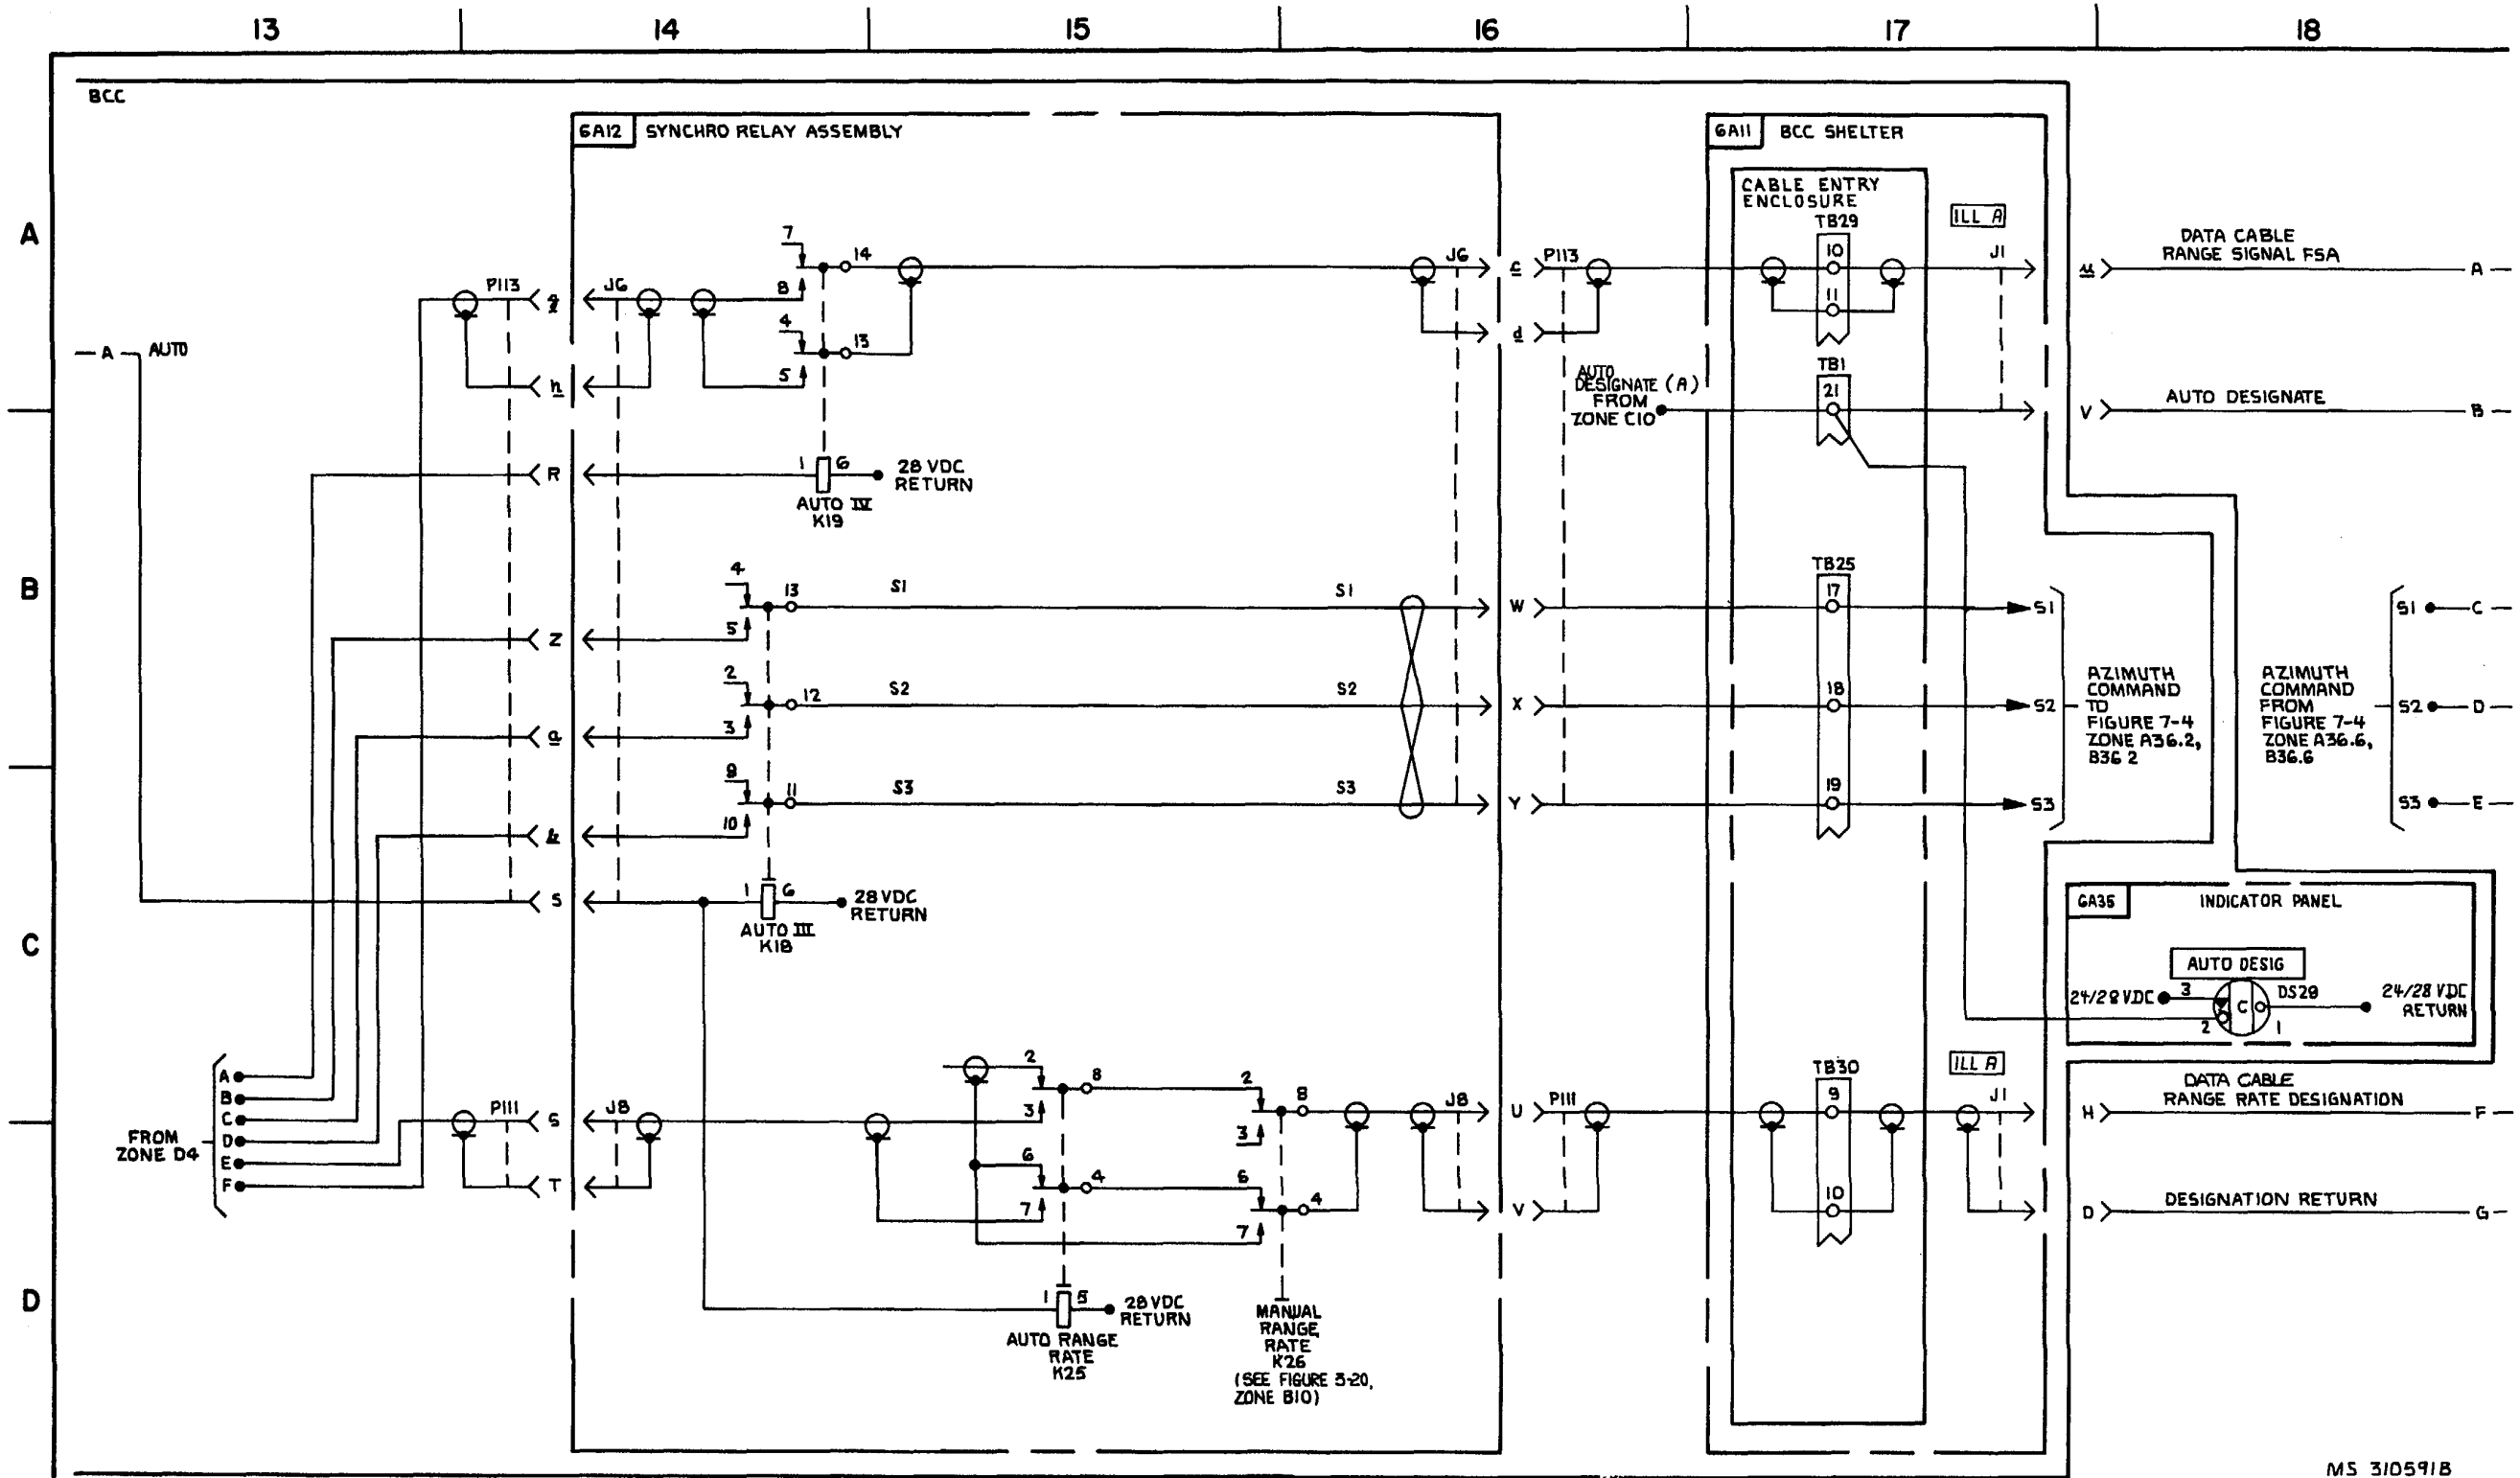 13 14 15 16 17 18
BCC
6A12 SYNCHRO RELAY ASSEMBLY
6A11 BCC SHELTER
CABLE ENTRY
ENCLOSURE
TB29
ILL A
A
7
14
10
J1
DATA CABLE
RANGE SIGNAL FSA
A
P113
J6
8
J6
c
P113
11
4
13
5
d
h
A AUTO
AUTO
DESIGNATE (A)
FROM
ZONE C10
TB1
21
V
AUTO DESIGNATE
B
R
1 6
28 VDC
RETURN
AUTO IV
K19
B
4
13
S1
S1
W
TB25
17
S1
S1
C
Z
5
2
12
S2
S2
X
18
S2
AZIMUTH
COMMAND
TO
FIGURE 7-4
ZONE A36.2,
B36 2
AZIMUTH
COMMAND
FROM
FIGURE 7-4
ZONE A36.6,
B36.6
S2
D
a
3
9
11
S3
S3
Y
19
S3
S3
E
10
S
1 6
28 VDC
RETURN
AUTO III
K18
C
6A35
INDICATOR PANEL
AUTO DESIG
24/28 VDC
3
C
DS29
24/28 VDC
RETURN
2
1
FROM
ZONE D4
A
B
C
D
E
F
P111
S
J8
T
2
8
3
6
4
7
2
8
3
6
4
7
J8
U
P111
V
TB30
9
10
ILL A
J1
H
DATA CABLE
RANGE RATE DESIGNATION
F
D
DESIGNATION RETURN
G
D
1 5
28 VDC
RETURN
AUTO RANGE
RATE
K25
MANUAL
RANGE
RATE
K26
(SEE FIGURE 3-20,
ZONE B10)
MS 310591B